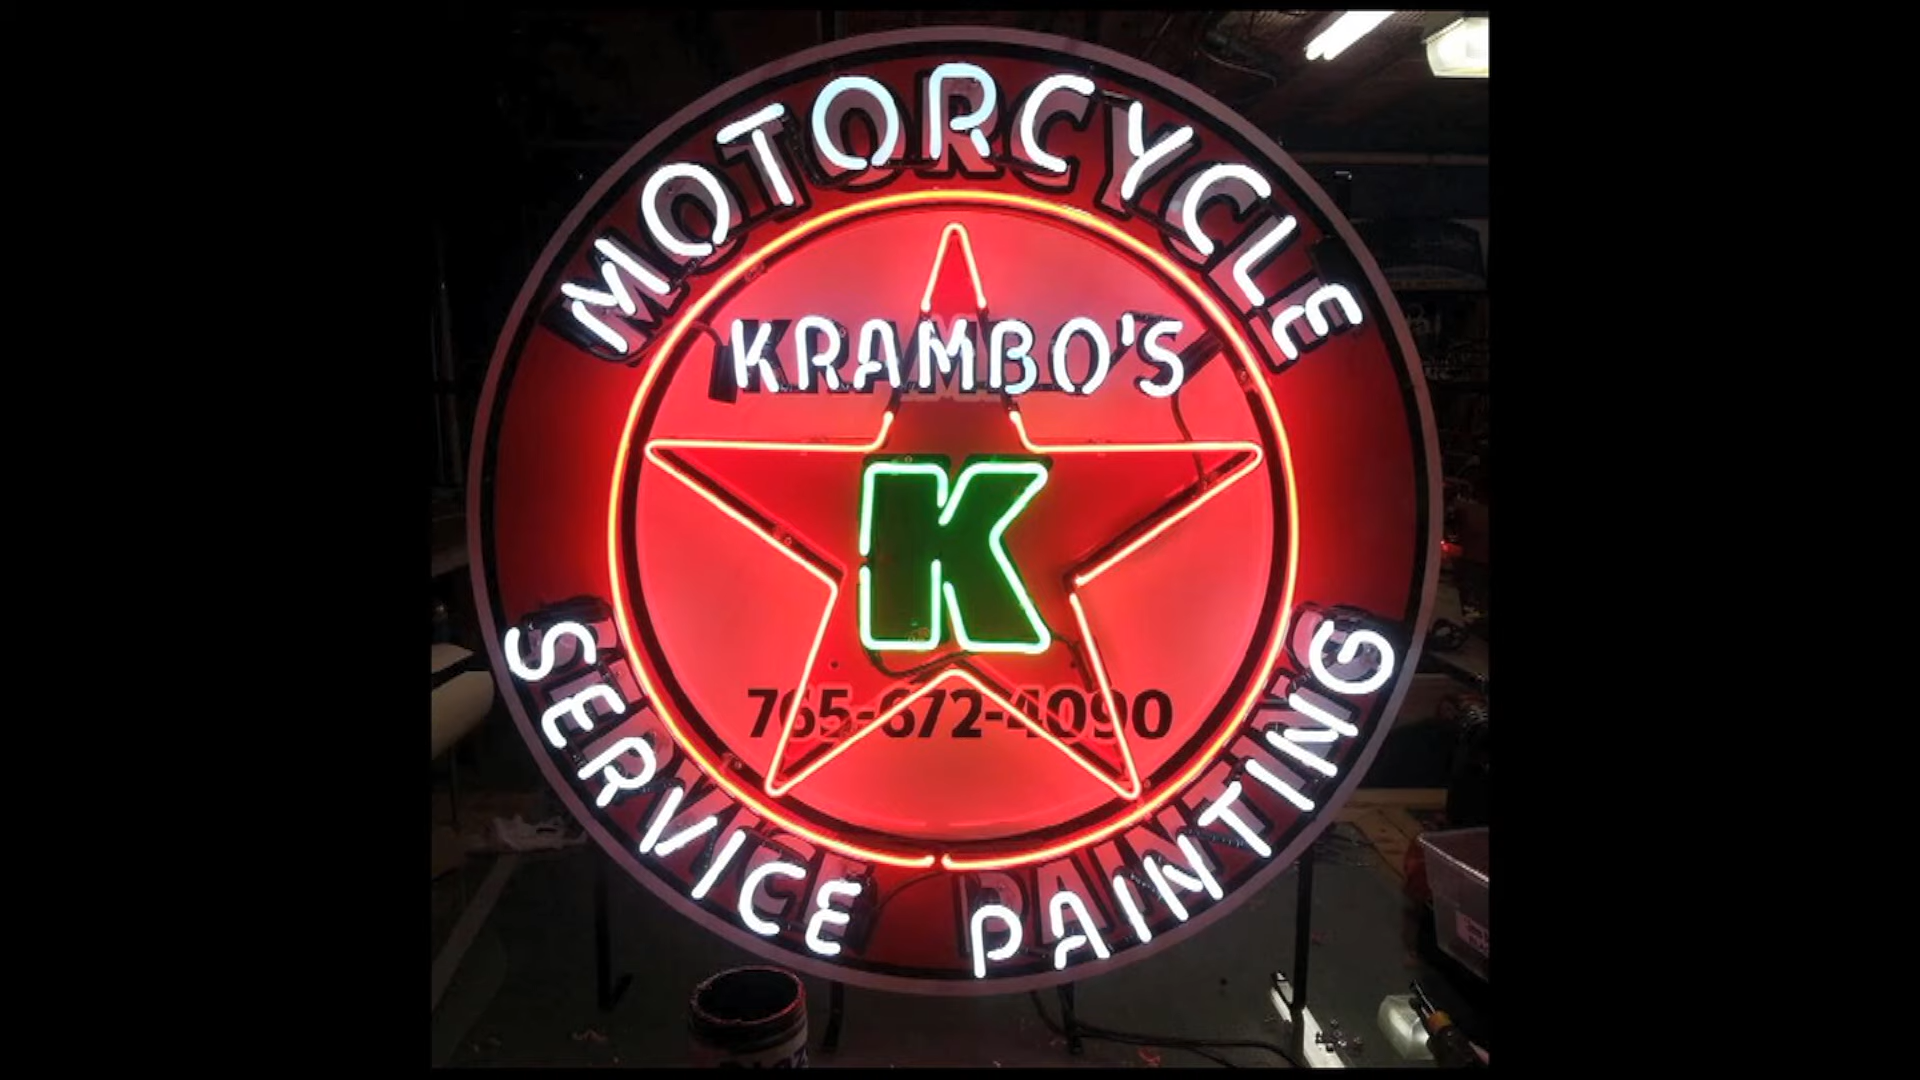 MOTORCYCLE
KRAMBO'S
K
765-672-4090
SERVICE PAINTING